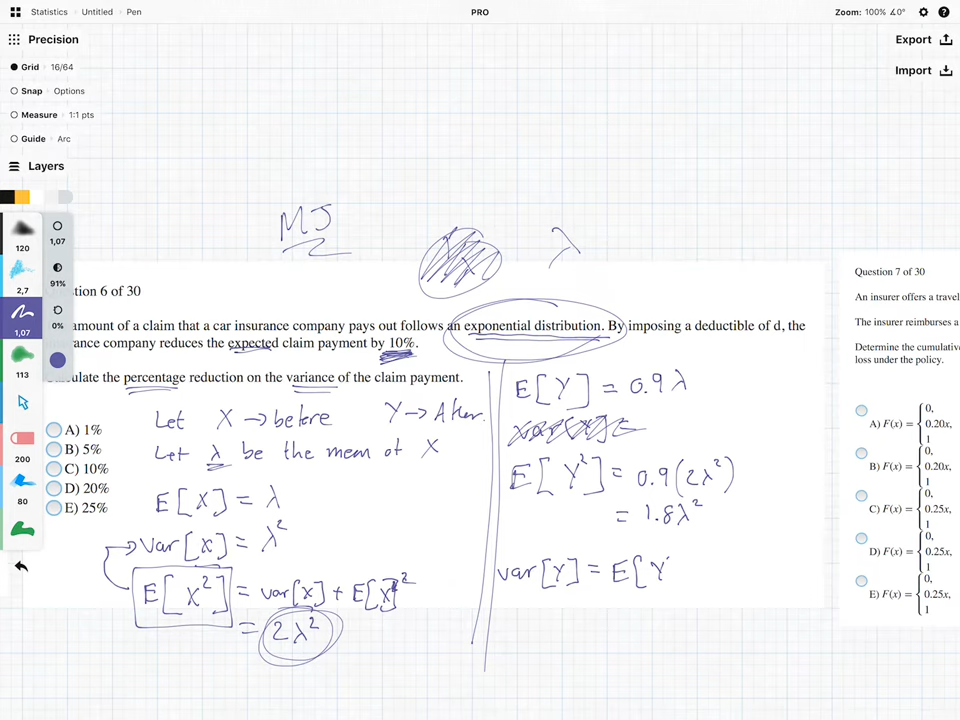 Statistics Untitled Pen
PRO
Zoom: 100% ∡0°
Precision
Grid 16/64
Snap Options
Measure 1:1 pts
Guide Arc
Layers
Export
Import
120
2,7
1,07
113
200
80
1,07
91%
0%
MJ
λ
tion 6 of 30
amount of a claim that a car insurance company pays out follows an exponential distribution. By imposing a deductible of d, the
rance company reduces the expected claim payment by 10%.
ulate the percentage reduction on the variance of the claim payment.
A) 1%
B) 5%
C) 10%
D) 20%
E) 25%
Let X → before Y → After.
Let λ be the mean of X
E[X] = λ
var[x] = λ²
E[X²] = var[x] + E[X]²
= 2λ²
E[Y] = 0.9λ
E[Y²] = 0.9(2λ²)
= 1.8λ²
var[Y] = E[Y
Question 7 of 30
An insurer offers a travel
The insurer reimburses a
Determine the cumulative
loss under the policy.
A) F(x) = { 0,
0.20x,
1
B) F(x) = { 0,
0.20x,
1
C) F(x) = { 0,
0.25x,
1
D) F(x) = { 0,
0.25x,
1
E) F(x) = { 0,
0.25x,
1